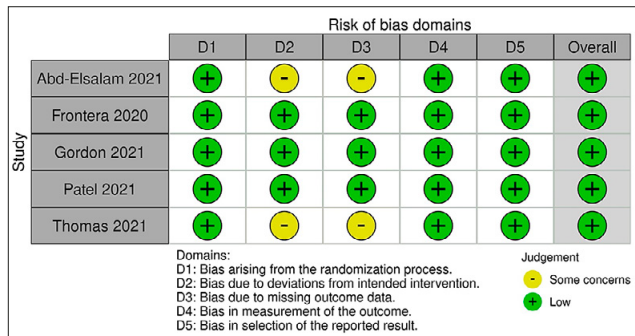 Risk of bias domains
D1 D2 D3 D4 D5 Overall
Study
Abd-Elsalam 2021 + - - + + +
Frontera 2020 + + + + + +
Gordon 2021 + + + + + +
Patel 2021 + + + + + +
Thomas 2021 + - - + + +
Domains:
D1: Bias arising from the randomization process.
D2: Bias due to deviations from intended intervention.
D3: Bias due to missing outcome data.
D4: Bias in measurement of the outcome.
D5: Bias in selection of the reported result.
Judgement
- Some concerns
+ Low